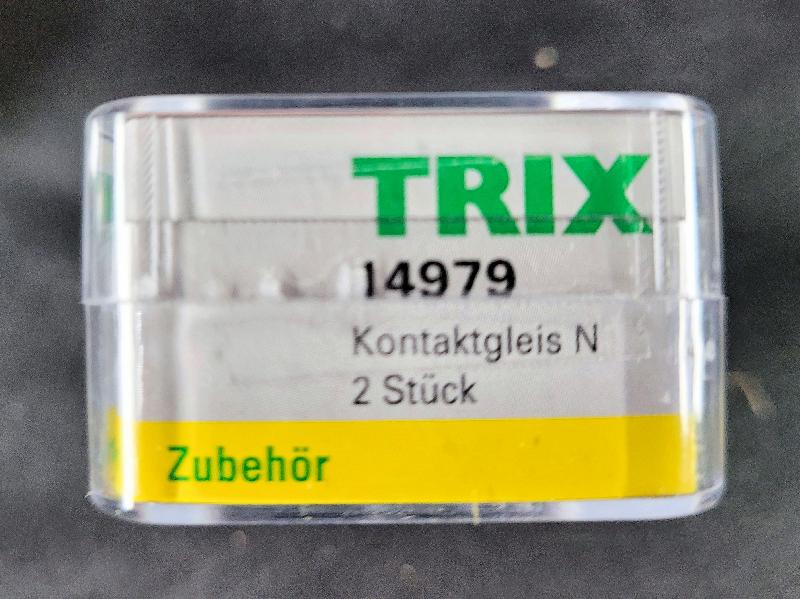 TRIX
14979
Kontaktgleis N
2 Stück
Zubehör